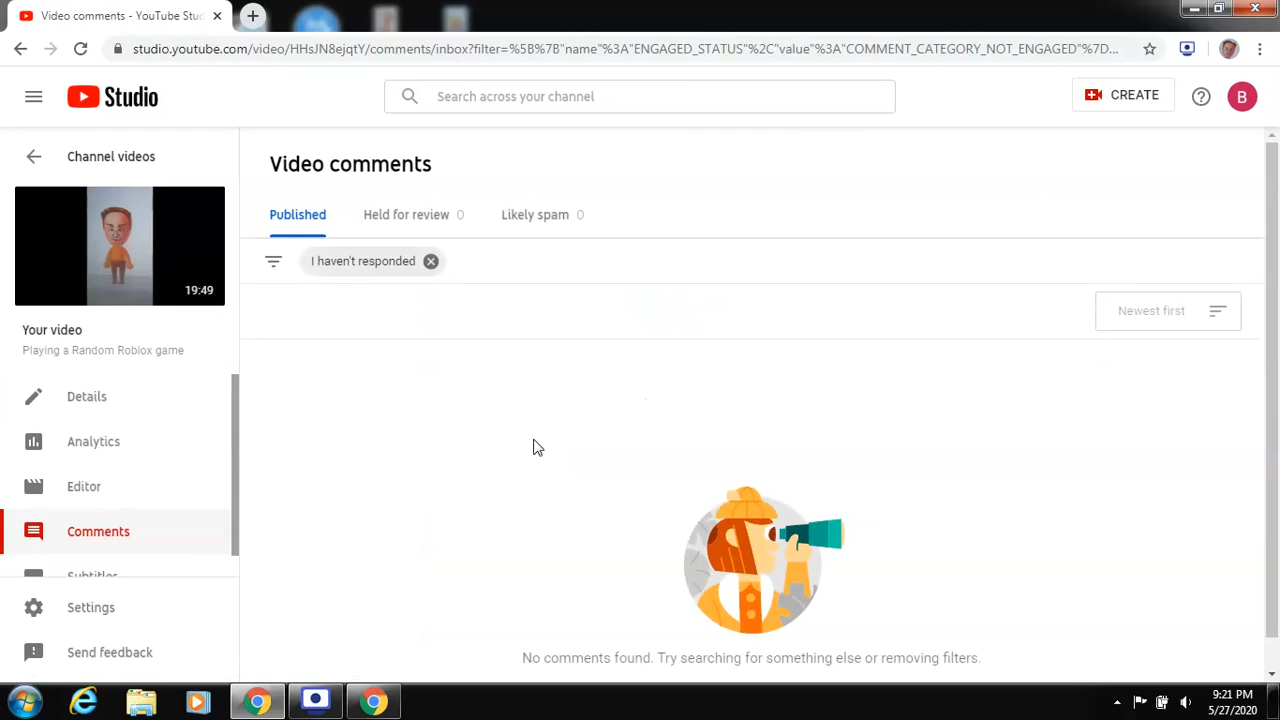 Video comments - YouTube Stud
studio.youtube.com/video/HHsJN8ejqtY/comments/inbox?filter=%5B%7B"name"%3A"ENGAGED_STATUS"%2C"value"%3A"COMMENT_CATEGORY_NOT_ENGAGED"%7D...
Studio
Search across your channel
CREATE
B
Channel videos
Video comments
Published
Held for review 0
Likely spam 0
I haven't responded
19:49
Newest first
Your video
Playing a Random Roblox game
Details
Analytics
Editor
Comments
Subtitles
Settings
Send feedback
No comments found. Try searching for something else or removing filters.
9:21 PM
5/27/2020